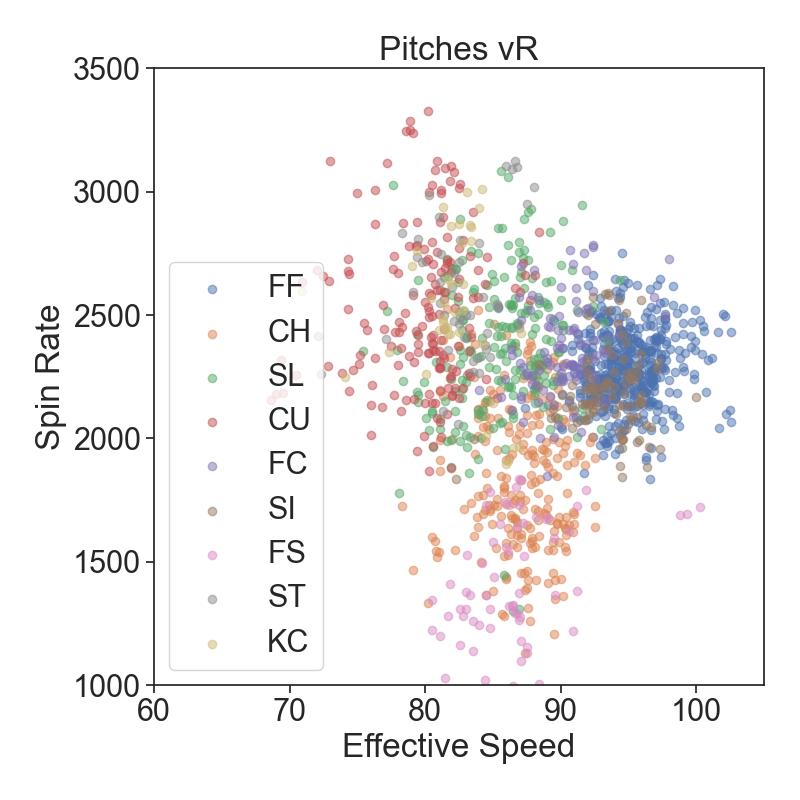 Pitches vR
3500
3000
2500
2000
1500
1000
Spin Rate
FF
CH
SL
CU
FC
SI
FS
ST
KC
60 70 80 90 100
Effective Speed